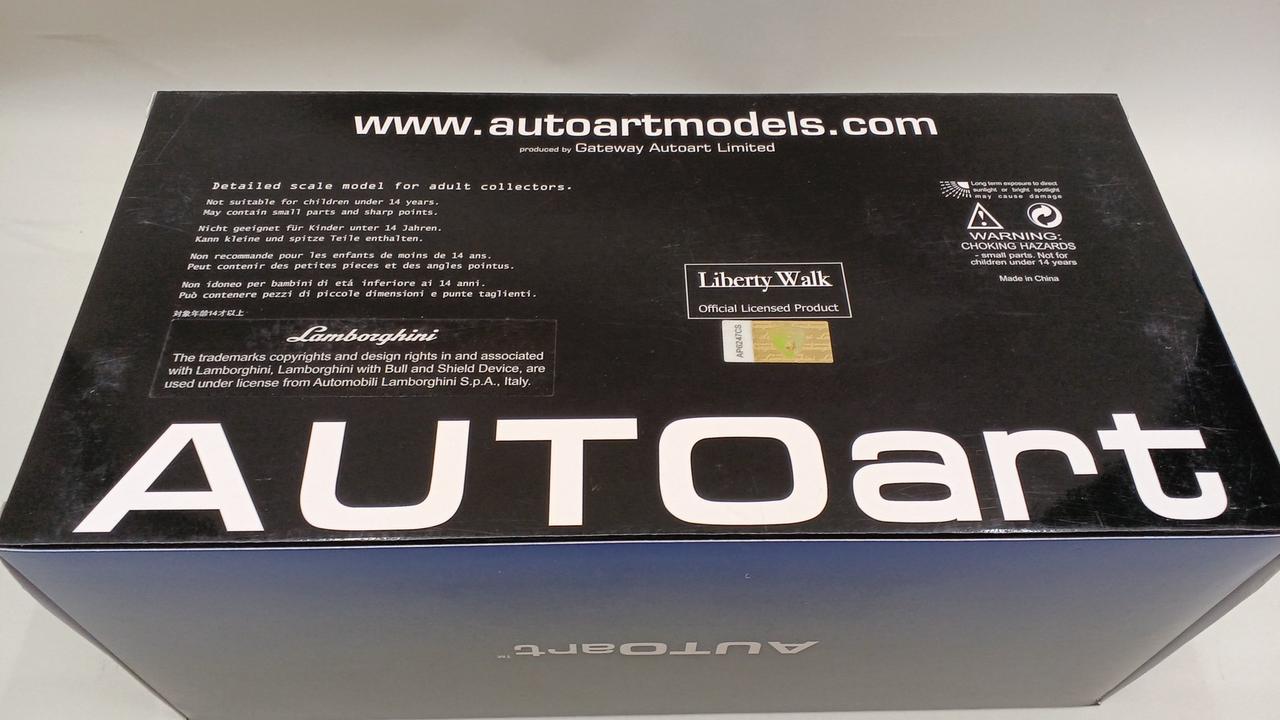 www.autoartmodels.com
produced by Gateway Autoart Limited
Detailed scale model for adult collectors.
Not suitable for children under 14 years.
May contain small parts and sharp points.
Nicht geeignet für Kinder unter 14 Jahren.
Kann kleine und spitze Teile enthalten.
Non recommande pour les enfants de moins de 14 ans.
Peut contenir des petites pieces et des angles pointus.
Non idoneo per bambini di etá inferiore ai 14 anni.
Può contenere pezzi di piccole dimensioni e punte taglienti.
対象年齢14才以上
Lamborghini
The trademarks copyrights and design rights in and associated
with Lamborghini, Lamborghini with Bull and Shield Device, are
used under license from Automobili Lamborghini S.p.A., Italy.
Liberty Walk
Official Licensed Product
AP6247CS
Long term exposure to direct
sunlight or bright spotlight
may cause damage
WARNING:
CHOKING HAZARDS
- small parts. Not for
children under 14 years
Made in China
AUTOart
AUTOart™